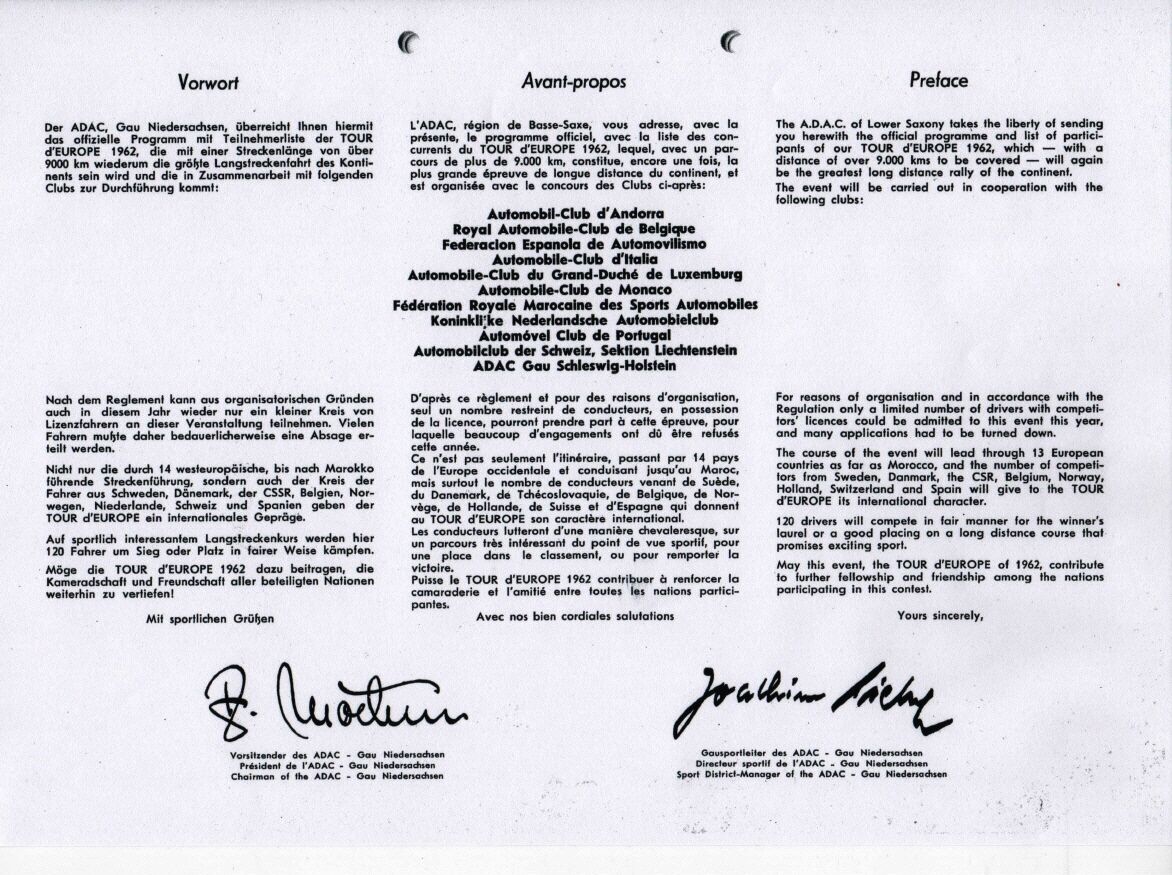 Vorwort
Der ADAC, Gau Niedersachsen, überreicht Ihnen hiermit
das offizielle Programm mit Teilnehmerliste der TOUR
d'EUROPE 1962, die mit einer Streckenlänge von über
9000 km wiederum die größte Langstreckenfahrt des Konti-
nents sein wird und die in Zusammenarbeit mit folgenden
Clubs zur Durchführung kommt:
Avant-propos
L'ADAC, région de Basse-Saxe, vous adresse, avec la
présente, le programme officiel, avec la liste des con-
currents du TOUR d'EUROPE 1962, lequel, avec un par-
cours de plus de 9.000 km, constitue, encore une fois, la
plus grande épreuve de longue distance du continent, et
est organisée avec le concours des Clubs ci-après:
Preface
The A.D.A.C. of Lower Saxony takes the liberty of sending
you herewith the official programme and list of partici-
pants of our TOUR d'EUROPE 1962, which — with a
distance of over 9.000 kms to be covered — will again
be the greatest long distance rally of the continent.
The event will be carried out in cooperation with the
following clubs:
Automobil-Club d'Andorra
Royal Automobile-Club de Belgique
Federacion Espanola de Automovilismo
Automobile-Club d'Italia
Automobile-Club du Grand-Duché de Luxemburg
Automobile-Club de Monaco
Fédération Royale Marocaine des Sports Automobiles
Koninklijke Nederlandsche Automobielclub
Automóvel Club de Portugal
Automobilclub der Schweiz, Sektion Liechtenstein
ADAC Gau Schleswig-Holstein
Nach dem Reglement kann aus organisatorischen Gründen
auch in diesem Jahr wieder nur ein kleiner Kreis von
Lizenzfahrern an dieser Veranstaltung teilnehmen. Vielen
Fahrern mußte daher bedauerlicherweise eine Absage er-
teilt werden.
Nicht nur die durch 14 westeuropäische, bis nach Marokko
führende Streckenführung, sondern auch der Kreis der
Fahrer aus Schweden, Dänemark, der CSSR, Belgien, Nor-
wegen, Niederlande, Schweiz und Spanien geben der
TOUR d'EUROPE ein internationales Gepräge.
Auf sportlich interessantem Langstreckenkurs werden hier
120 Fahrer um Sieg oder Platz in fairer Weise kämpfen.
Möge die TOUR d'EUROPE 1962 dazu beitragen, die
Kameradschaft und Freundschaft aller beteiligten Nationen
weiterhin zu vertiefen!
Mit sportlichen Grüßen
D'après ce règlement et pour des raisons d'organisation,
seul un nombre restreint de conducteurs, en possession
de la licence, pourront prendre part à cette épreuve, pour
laquelle beaucoup d'engagements ont dû être refusés
cette année.
Ce n'est pas seulement l'itinéraire, passant par 14 pays
de l'Europe occidentale et conduisant jusqu'au Maroc,
mais surtout le nombre de conducteurs venant de Suède,
du Danemark, de Tchécoslovaquie, de Belgique, de Nor-
vège, de Hollande, de Suisse et d'Espagne qui donnent
au TOUR d'EUROPE son caractère international.
Les conducteurs lutteront d'une manière chevaleresque, sur
un parcours très intéressant du point de vue sportif, pour
une place dans le classement, ou pour remporter la
victoire.
Puisse le TOUR d'EUROPE 1962 contribuer à renforcer la
camaraderie et l'amitié entre toutes les nations partici-
pantes.
Avec nos bien cordiales salutations
For reasons of organisation and in accordance with the
Regulation only a limited number of drivers with competi-
tors' licences could be admitted to this event this year,
and many applications had to be turned down.
The course of the event will lead through 13 European
countries as far as Morocco, and the number of competi-
tors from Sweden, Danmark, the CSR, Belgium, Norway,
Holland, Switzerland and Spain will give to the TOUR
d'EUROPE its international character.
120 drivers will compete in fair manner for the winner's
laurel or a good placing on a long distance course that
promises exciting sport.
May this event, the TOUR d'EUROPE of 1962, contribute
to further fellowship and friendship among the nations
participating in this contest.
Yours sincerely,
Joachim
Vorsitzender des ADAC - Gau Niedersachsen
Président de l'ADAC - Gau Niedersachsen
Chairman of the ADAC - Gau Niedersachsen
Gausportleiter des ADAC - Gau Niedersachsen
Directeur sportif de l'ADAC - Gau Niedersachsen
Sport District-Manager of the ADAC - Gau Niedersachsen